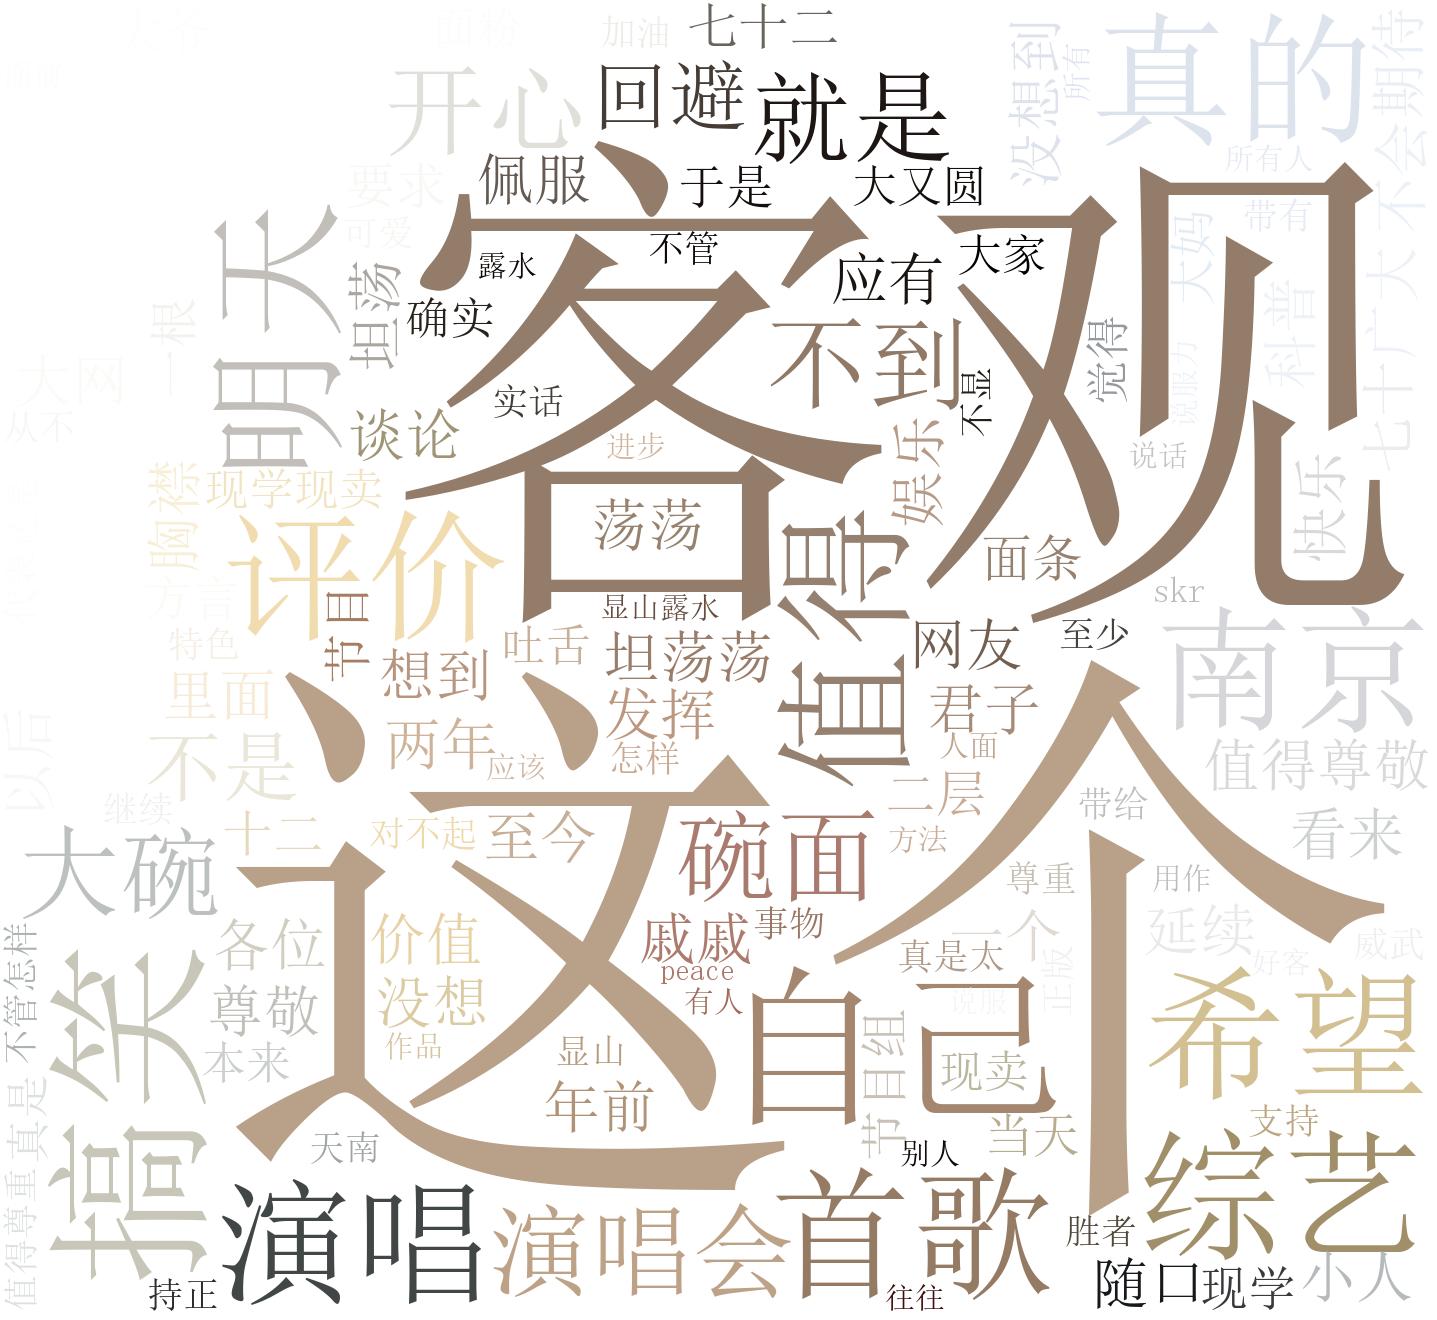 加油
七十二
真的
没想到
所有
期待
开心
回避
就是
佩服
于是
大又圆
所有人
不会
要求
可爱
不管
露水
大家
应有
带有
大妈
广大
七十
明天
坦荡
确实
客观
不到
不显
觉得
科普
说服力
一根
大网
从不
实话
谈论
进步
娱乐
说话
快乐
胸襟
现学现卖
荡荡
面条
评价
值得
skr
方言
节目
显山露水
网友
至少
南京
特色
想到
吐舌
坦荡荡
里面
发挥
君子
以后
不是
两年
应该
怎样
人面
值得尊敬
继续
十二
对不起
至今
碗面
二层
方法
带给
看来
大碗
这个
尊重
用作
各位
价值
戚戚
事物
一个
延续
威武
不管怎样
搞笑
没想
peace
真是太
好客
正版
尊敬
有人
自己
说服
希望
本来
作品
显山
节目组
现卖
真是
年前
当天
支持
天南
别人
综艺
值得尊重
演唱
演唱会
首歌
胜者
持正
往往
随口
现学
小人
面粉